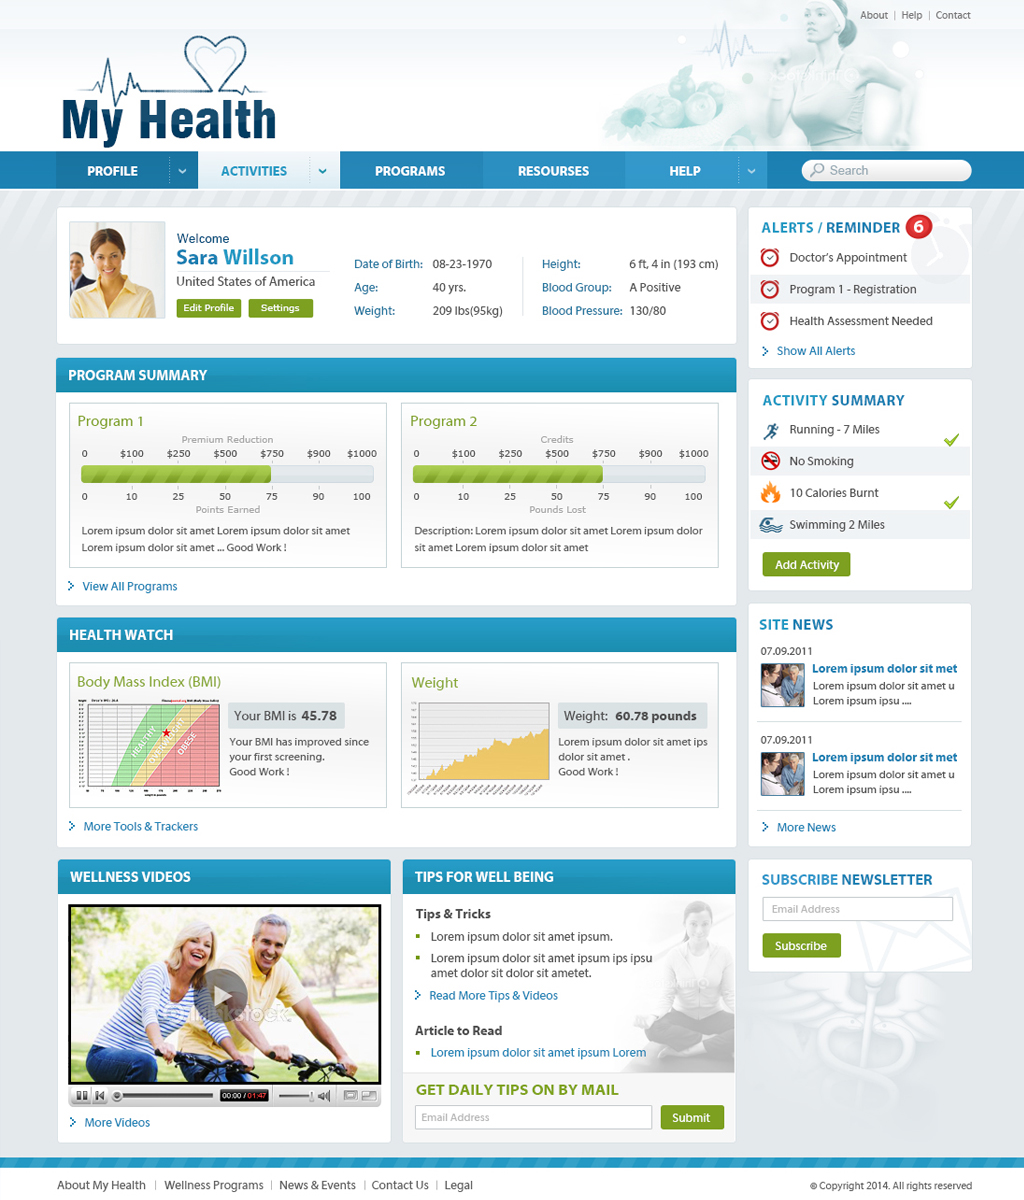 About | Help | Contact
My Health
PROFILE
ACTIVITIES
PROGRAMS
RESOURSES
HELP
Search
Welcome
Sara Willson
United States of America
Edit Profile
Settings
Date of Birth: 08-23-1970
Age: 40 yrs.
Weight: 209 lbs(95kg)
Height: 6 ft, 4 in (193 cm)
Blood Group: A Positive
Blood Pressure: 130/80
ALERTS / REMINDER 6
Doctor's Appointment
Program 1 - Registration
Health Assessment Needed
Show All Alerts
PROGRAM SUMMARY
Program 1
Premium Reduction
0 $100 $250 $500 $750 $900 $1000
0 10 25 50 75 90 100
Points Earned
Lorem ipsum dolor sit amet Lorem ipsum dolor sit amet
Lorem ipsum dolor sit amet ... Good Work !
Program 2
Credits
0 $100 $250 $500 $750 $900 $1000
0 10 25 50 75 90 100
Pounds Lost
Description: Lorem ipsum dolor sit amet Lorem ipsum dolor
sit amet Lorem ipsum dolor sit amet
View All Programs
ACTIVITY SUMMARY
Running - 7 Miles
No Smoking
10 Calories Burnt
Swimming 2 Miles
Add Activity
HEALTH WATCH
Body Mass Index (BMI)
HEALTHY
OBESE
Your BMI is 45.78
Your BMI has improved since
your first screening.
Good Work !
Weight
Weight: 60.78 pounds
Lorem ipsum dolor sit amet ips
dolor sit amet .
Good Work !
More Tools & Trackers
SITE NEWS
07.09.2011
Lorem ipsum dolor sit met
Lorem ipsum dolor sit amet u
Lorem ipsum ipsu ....
07.09.2011
Lorem ipsum dolor sit met
Lorem ipsum dolor sit amet u
Lorem ipsum ipsu ....
More News
WELLNESS VIDEOS
00:00 / 01:47
More Videos
TIPS FOR WELL BEING
Tips & Tricks
Lorem ipsum dolor sit amet ipsum.
Lorem ipsum dolor sit amet ipsum ips ipsu
amet dolor sit dolor sit ametet.
Read More Tips & Videos
Article to Read
Lorem ipsum dolor sit amet ipsum Lorem
GET DAILY TIPS ON BY MAIL
Email Address
Submit
SUBSCRIBE NEWSLETTER
Email Address
Subscribe
About My Health | Wellness Programs | News & Events | Contact Us | Legal
© Copyright 2014. All rights reserved